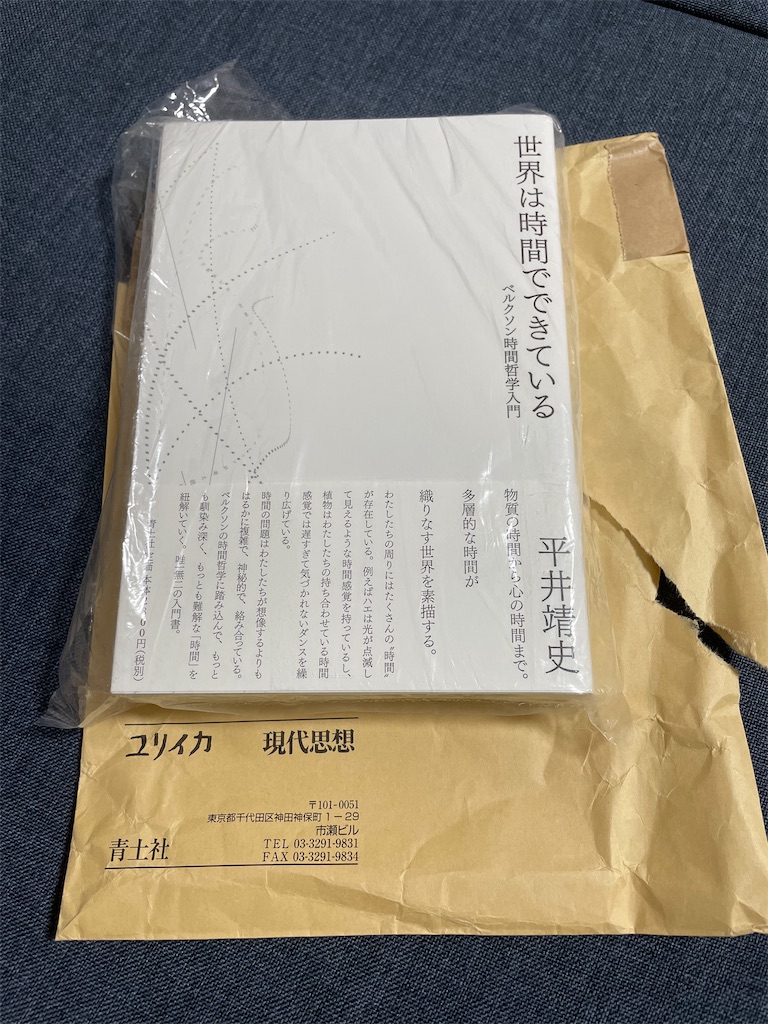 世界は時間でできている
ベルクソン時間哲学入門
平井靖史
物質の時間から心の時間まで。
多層的な時間が
織りなす世界を素描する。
わたしたちの周りにはたくさんの〝時間〟
が存在している。例えばハエは光が点滅し
て見えるような時間感覚を持っているし、
植物はわたしたちの持ち合わせている時間
感覚では遅すぎて気づかれないダンスを繰
り広げている。
時間の問題はわたしたちが想像するよりも
はるかに複雑で、神秘的で、絡み合っている。
ベルクソンの時間哲学に踏み込んで、もっと
も馴染み深く、もっとも難解な「時間」を
紐解いていく。唯一無二の入門書。
00円(税別)
ユリイカ 現代思想
〒101-0051
東京都千代田区神田神保町1-29
市瀬ビル
青土社
TEL 03-3291-9831
FAX 03-3291-9834